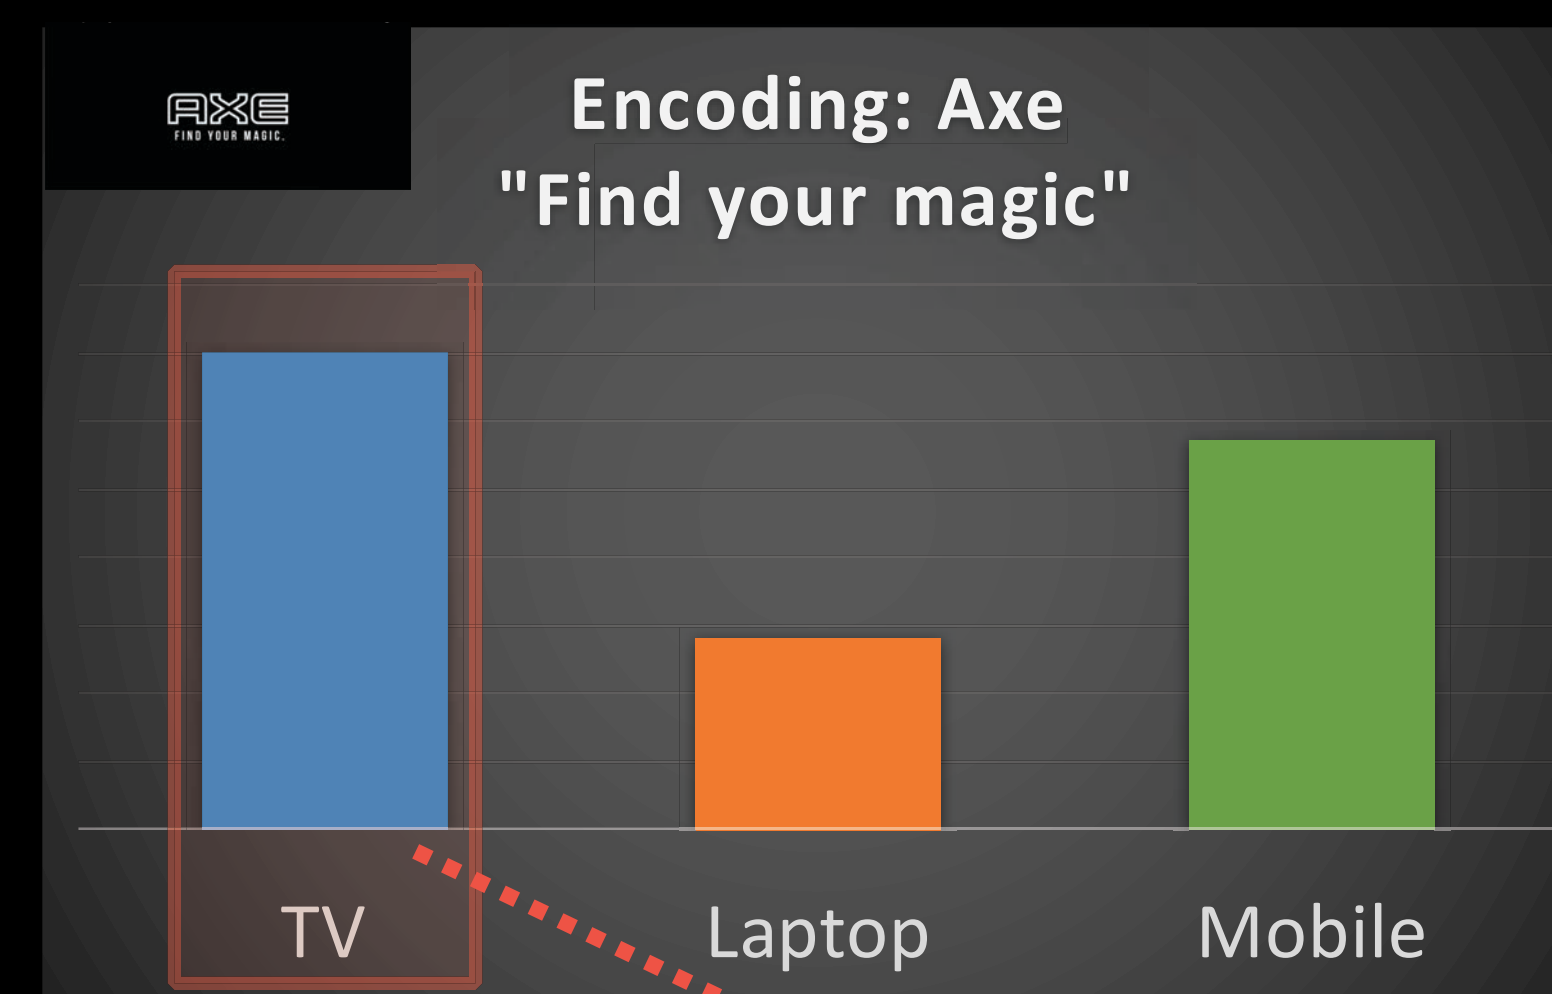 AXE
FIND YOUR MAGIC.
Encoding: Axe
"Find your magic"
TV
Laptop
Mobile